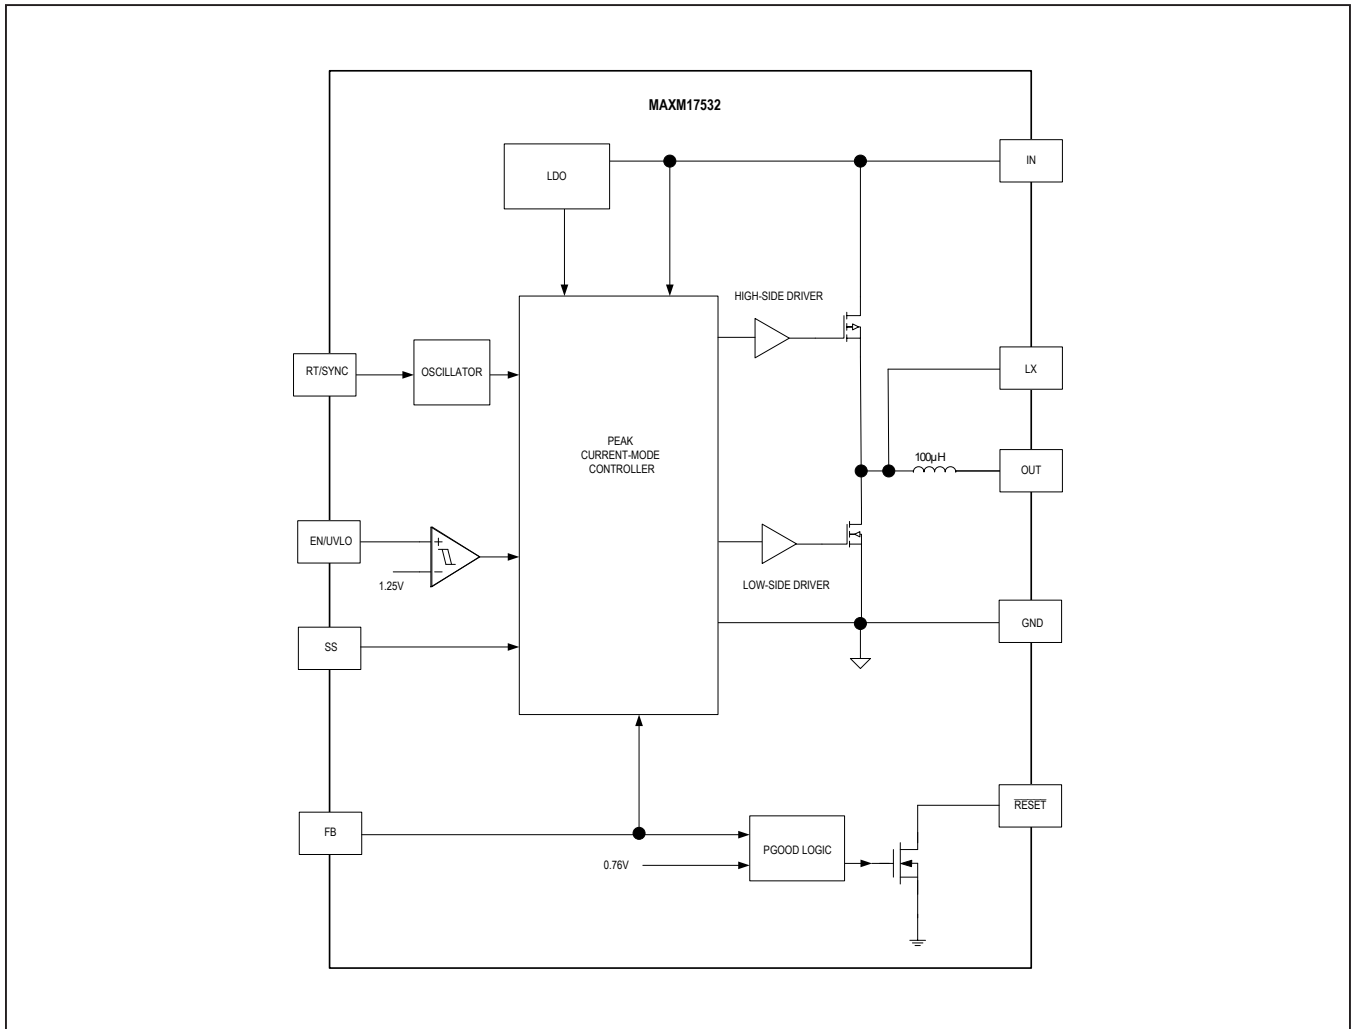 MAXM17532
LDO
IN
HIGH-SIDE DRIVER
RT/SYNC
OSCILLATOR
LX
PEAK
CURRENT-MODE
CONTROLLER
100µH
OUT
EN/UVLO
+
−
1.25V
LOW-SIDE DRIVER
SS
GND
FB
RESET
PGOOD LOGIC
0.76V